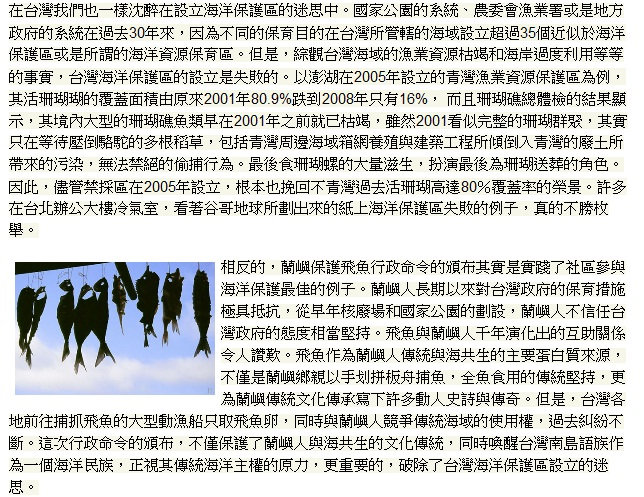 在台灣我們也一樣沈醉在設立海洋保護區的迷思中。國家公園的系統、農委會漁業署或是地方
政府的系統在過去30年來，因為不同的保育目的在台灣所管轄的海域設立超過35個近似於海洋
保護區或是所謂的海洋資源保育區。但是，綜觀台灣海域的漁業資源枯竭和海岸過度利用等等
的事實，台灣海洋保護區的設立是失敗的。以澎湖在2005年設立的青灣漁業資源保護區為例，
其活珊瑚瑚的覆蓋面積由原來2001年80.9%跌到2008年只有16%， 而且珊瑚礁總體檢的結果顯
示，其境內大型的珊瑚礁魚類早在2001年之前就已枯竭，雖然2001看似完整的珊瑚群聚，其實
只在等待壓倒駱駝的多根稻草，包括青灣周邊海域箱網養殖與建築工程所傾倒入青灣的廢土所
帶來的污染，無法禁絕的偷捕行為。最後食珊瑚螺的大量滋生，扮演最後為珊瑚送葬的角色。
因此，儘管禁採區在2005年設立，根本也挽回不青灣過去活珊瑚高達80%覆蓋率的榮景。許多
在台北辦公大樓冷氣室，看著谷哥地球所劃出來的紙上海洋保護區失敗的例子，真的不勝枚
舉。
相反的，蘭嶼保護飛魚行政命令的頒布其實是實踐了社區參與
海洋保護最佳的例子。蘭嶼人長期以來對台灣政府的保育措施
極具抵抗，從早年核廢場和國家公園的劃設，蘭嶼人不信任台
灣政府的態度相當堅持。飛魚與蘭嶼人千年演化出的互助關係
令人讚歎。飛魚作為蘭嶼人傳統與海共生的主要蛋白質來源，
不僅是蘭嶼鄉親以手划拼板舟捕魚，全魚食用的傳統堅持，更
為蘭嶼傳統文化傳承寫下許多動人史詩與傳奇。但是，台灣各
地前往捕抓飛魚的大型動漁船只取飛魚卵，同時與蘭嶼人競爭傳統海域的使用權，過去糾紛不
斷。這次行政命令的頒布，不僅保護了蘭嶼人與海共生的文化傳統，同時喚醒台灣南島語族作
為一個海洋民族，正視其傳統海洋主權的原力，更重要的，破除了台灣海洋保護區設立的迷
思。